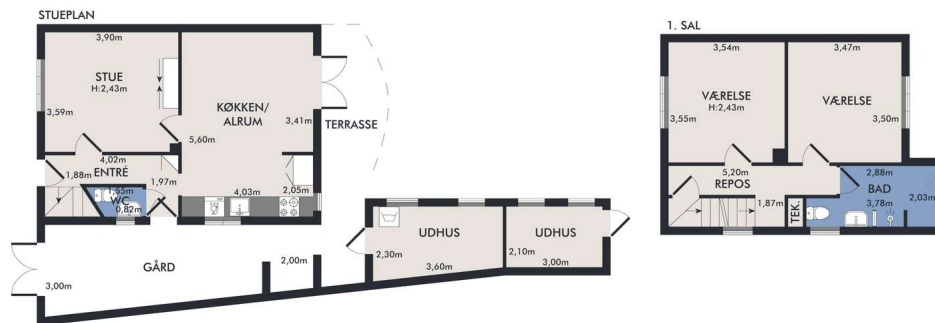 STUEPLAN
3,90m
STUE
H:2,43m
3,59m
KØKKEN/
ALRUM
5,60m
3,41m
TERRASSE
4,02m
ENTRÉ
1,88m
1,97m
WC
0,82m
4,03m
2,05m
GÅRD
3,00m
2,00m
UDHUS
2,30m
3,60m
UDHUS
2,10m
3,00m
1. SAL
3,54m
VÆRELSE
H:2,43m
3,55m
3,47m
VÆRELSE
3,50m
5,20m
REPOS
1,87m
TEK.
2,88m
BAD
3,78m
2,03m